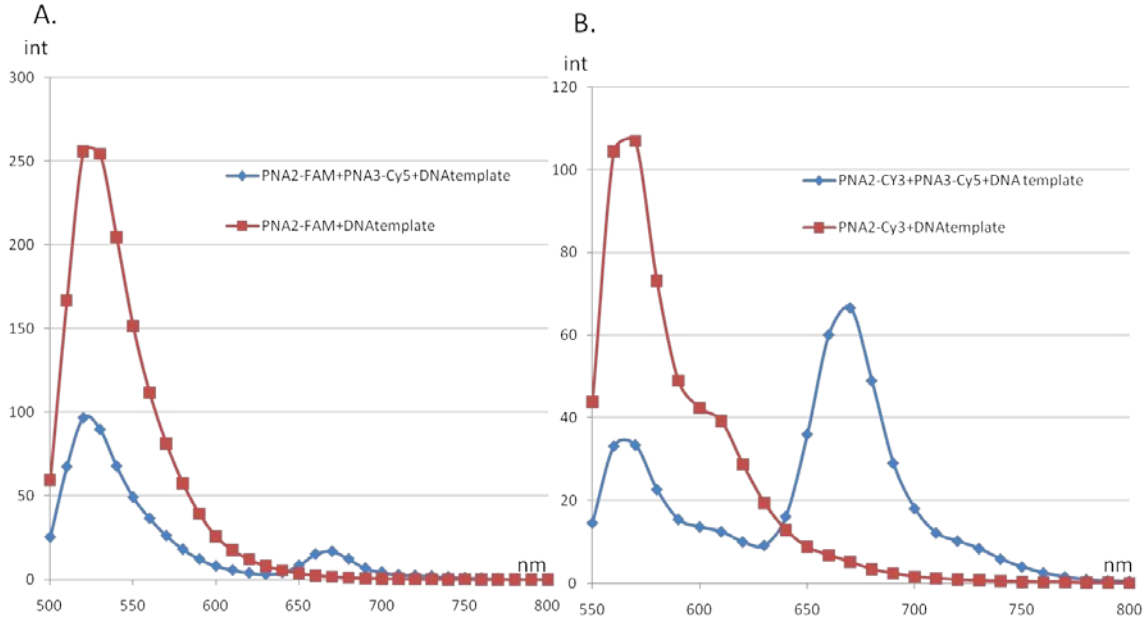 A.
int
300
250
200
150
100
50
0
500
550
600
650
700
750
800
nm
PNA2-FAM+PNA3-Cy5+DNAtemplate
PNA2-FAM+DNAtemplate
B.
int
120
100
80
60
40
20
0
550
600
650
700
750
800
nm
PNA2-CY3+PNA3-Cy5+DNA template
PNA2-Cy3+DNAtemplate